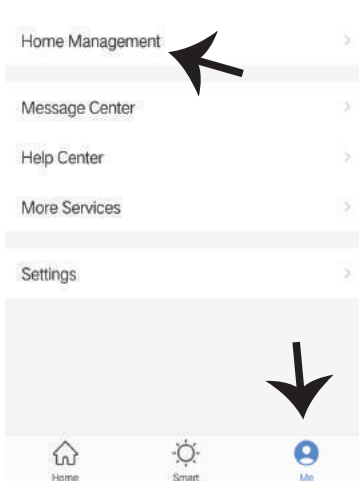 Home Management
Message Center
Help Center
More Services
Settings
Home
Smart
Me